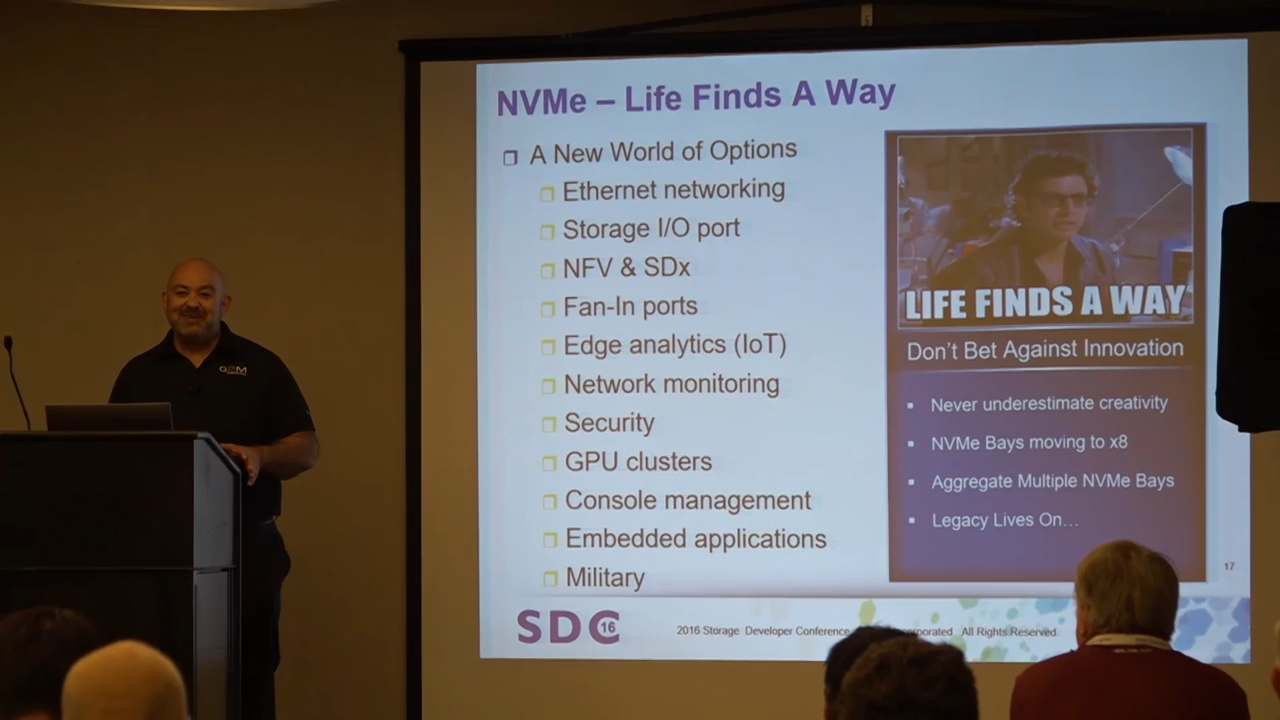 NVMe – Life Finds A Way
A New World of Options
Ethernet networking
Storage I/O port
NFV & SDx
Fan-In ports
Edge analytics (IoT)
Network monitoring
Security
GPU clusters
Console management
Embedded applications
Military
LIFE FINDS A WAY
Don't Bet Against Innovation
Never underestimate creativity
NVMe Bays moving to x8
Aggregate Multiple NVMe Bays
Legacy Lives On…
17
SDC 16
2016 Storage Developer Conference. All Rights Reserved.
G2M